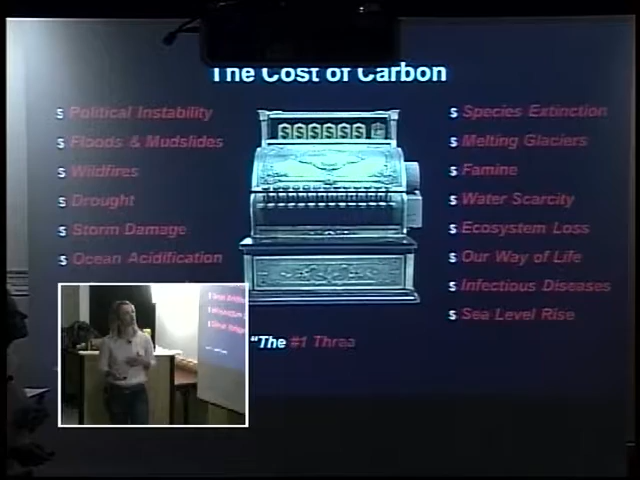 The Cost of Carbon
$ Political Instability
$ Floods & Mudslides
$ Wildfires
$ Drought
$ Storm Damage
$ Ocean Acidification
$$$$$$
$ Species Extinction
$ Melting Glaciers
$ Famine
$ Water Scarcity
$ Ecosystem Loss
$ Our Way of Life
$ Infectious Diseases
$ Sea Level Rise
"The #1 Threa